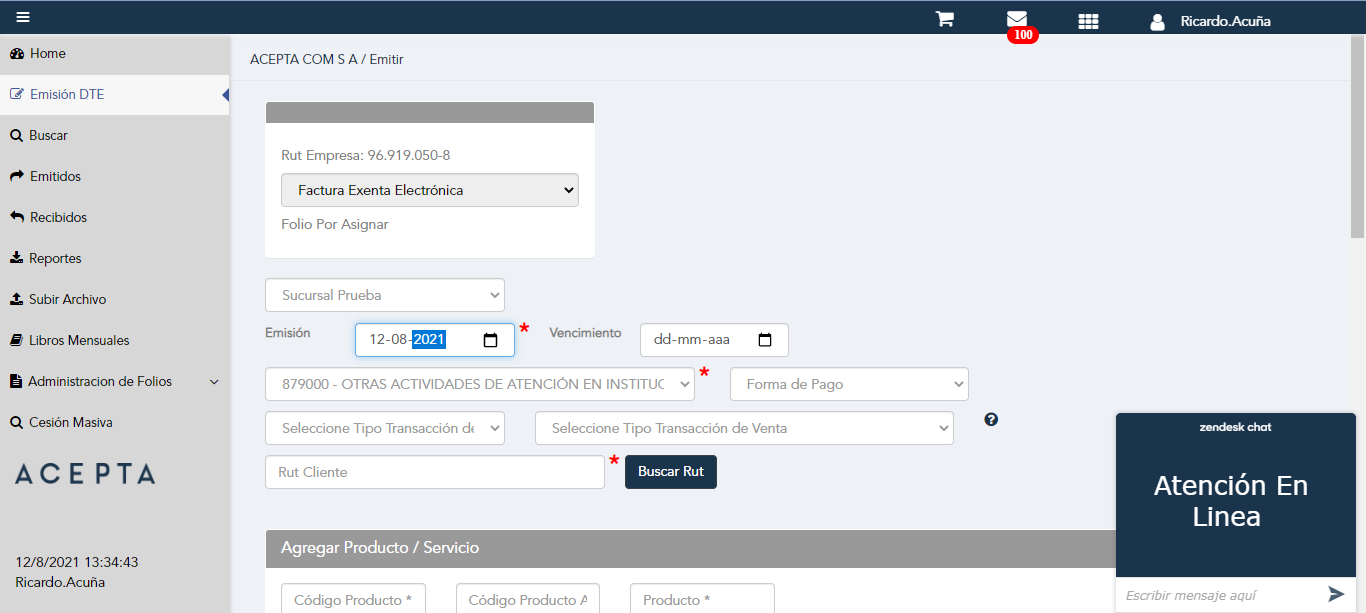 Ricardo.Acuña
100
Home
Emisión DTE
Buscar
Emitidos
Recibidos
Reportes
Subir Archivo
Libros Mensuales
Administracion de Folios
Cesión Masiva
ACEPTA
12/8/2021 13:34:43
Ricardo.Acuña
ACEPTA COM S A / Emitir
Rut Empresa: 96.919.050-8
Factura Exenta Electrónica
Folio Por Asignar
Sucursal Prueba
Emisión 12-08-2021 * Vencimiento dd-mm-aaa
879000 - OTRAS ACTIVIDADES DE ATENCIÓN EN INSTITUC * Forma de Pago
Seleccione Tipo Transacción de Seleccione Tipo Transacción de Venta ?
Rut Cliente * Buscar Rut
Agregar Producto / Servicio
Código Producto * Código Producto A Producto *
zendesk chat
Atención En
Linea
Escribir mensaje aquí